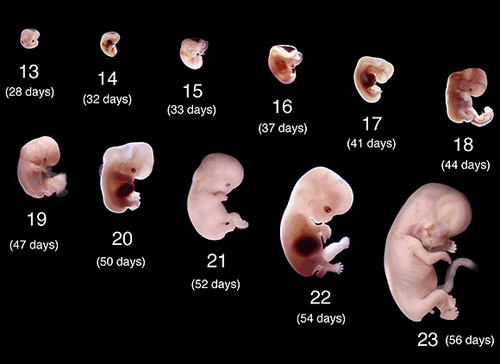 13
(28 days)
14
(32 days)
15
(33 days)
16
(37 days)
17
(41 days)
18
(44 days)
19
(47 days)
20
(50 days)
21
(52 days)
22
(54 days)
23 (56 days)